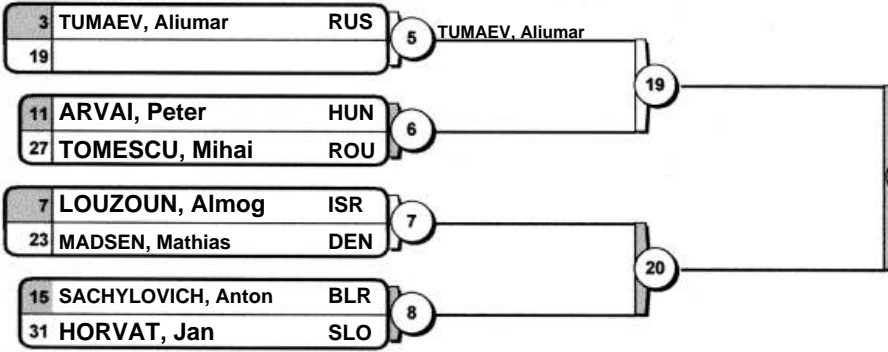 3 TUMAEV, Aliumar RUS
19
5
TUMAEV, Aliumar
19
11 ARVAI, Peter HUN
27 TOMESCU, Mihai ROU
6
7 LOUZOUN, Almog ISR
23 MADSEN, Mathias DEN
7
20
15 SACHYLOVICH, Anton BLR
31 HORVAT, Jan SLO
8